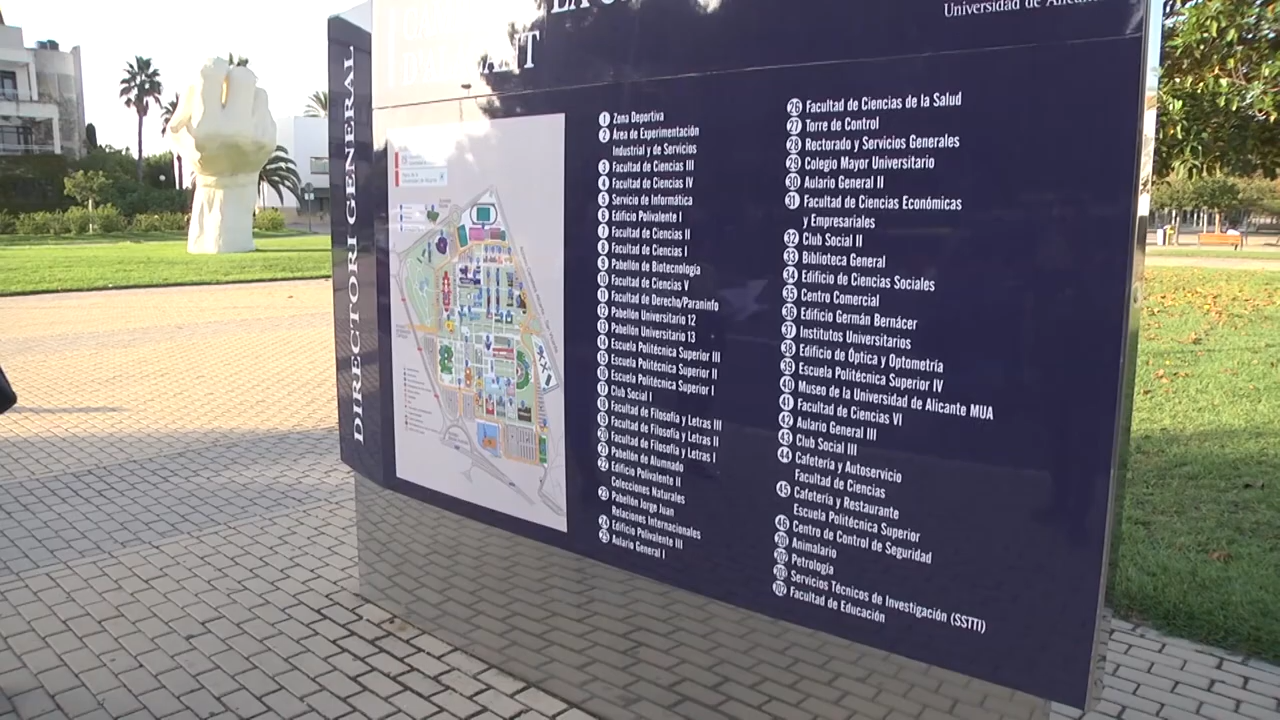 Universidad de
DIRECTORI GENERAL
1 Zona Deportiva
2 Área de Experimentación
Industrial y de Servicios
3 Facultad de Ciencias III
4 Facultad de Ciencias IV
5 Servicio de Informática
6 Edificio Polivalente I
7 Facultad de Ciencias II
8 Facultad de Ciencias I
9 Pabellón de Biotecnología
10 Facultad de Ciencias V
11 Facultad de Derecho/Paraninfo
12 Pabellón Universitario 12
13 Pabellón Universitario 13
14 Escuela Politécnica Superior III
15 Escuela Politécnica Superior II
16 Escuela Politécnica Superior I
17 Club Social I
18 Facultad de Filosofía y Letras III
19 Facultad de Filosofía y Letras II
20 Facultad de Filosofía y Letras I
21 Pabellón de Alumnado
22 Edificio Polivalente II
Colecciones Naturales
23 Pabellón Jorge Juan
Relaciones Internacionales
24 Edificio Polivalente III
25 Aulario General I
26 Facultad de Ciencias de la Salud
27 Torre de Control
28 Rectorado y Servicios Generales
29 Colegio Mayor Universitario
30 Aulario General II
31 Facultad de Ciencias Económicas
y Empresariales
32 Club Social II
33 Biblioteca General
34 Edificio de Ciencias Sociales
35 Centro Comercial
36 Edificio Germán Bernácer
37 Institutos Universitarios
38 Edificio de Óptica y Optometría
39 Escuela Politécnica Superior IV
40 Museo de la Universidad de Alicante MUA
41 Facultad de Ciencias VI
42 Aulario General III
43 Club Social III
44 Cafetería y Autoservicio
Facultad de Ciencias
45 Cafetería y Restaurante
Escuela Politécnica Superior
46 Centro de Control de Seguridad
201 Animalario
202 Petrología
203 Servicios Técnicos de Investigación (SSTTI)
702 Facultad de Educación